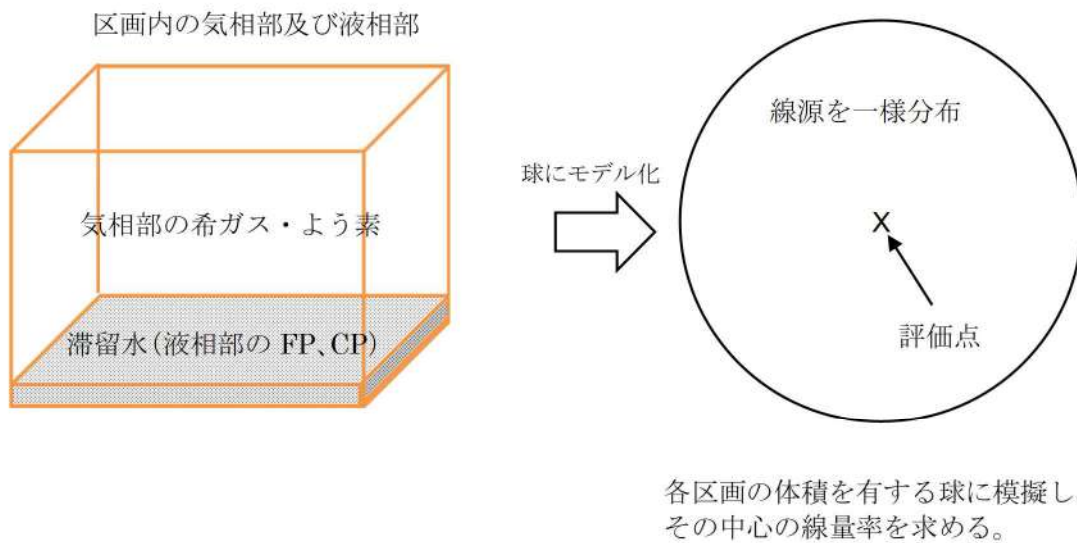 区画内の気相部及び液相部
気相部の希ガス・よう素
滞留水(液相部の FP、CP)
球にモデル化
線源を一様分布
X
評価点
各区画の体積を有する球に模擬し
その中心の線量率を求める。